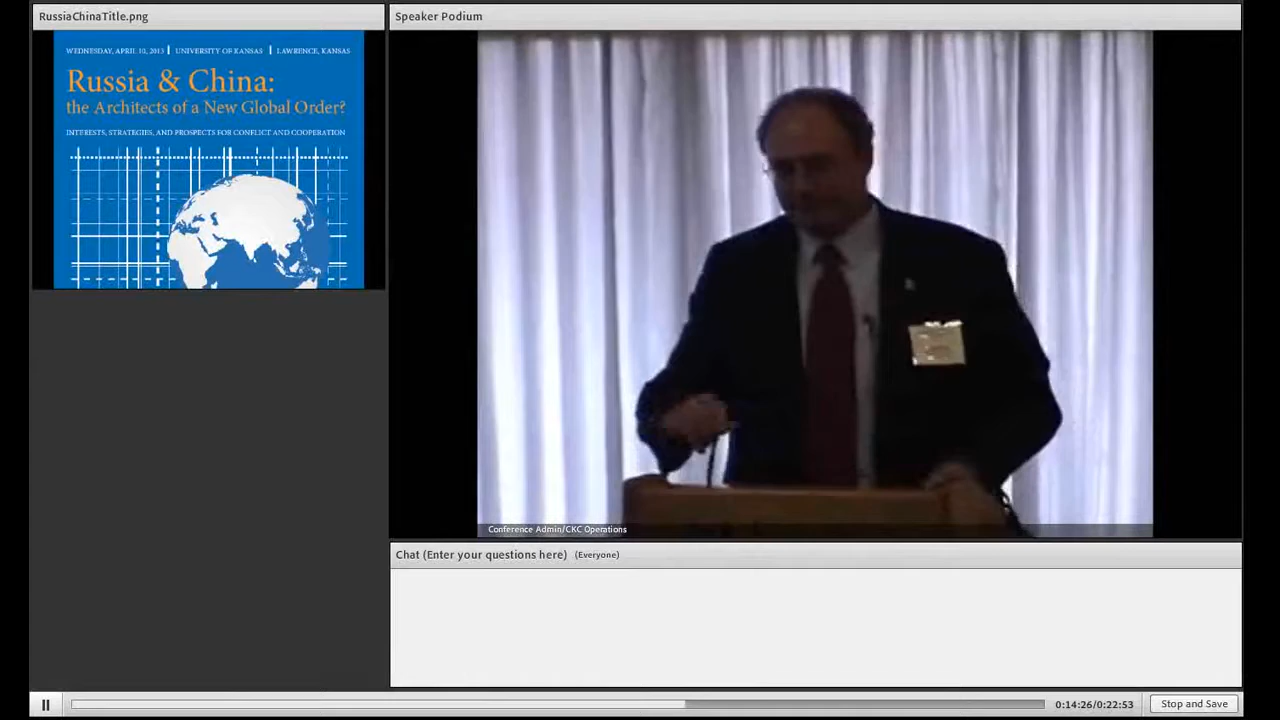 RussiaChinaTitle.png
WEDNESDAY, APRIL 10, 2013 | UNIVERSITY OF KANSAS | LAWRENCE, KANSAS
Russia & China:
the Architects of a New Global Order?
INTERESTS, STRATEGIES, AND PROSPECTS FOR CONFLICT AND COOPERATION
Speaker Podium
Conference Admin/CKC Operations
Chat (Enter your questions here) (Everyone)
0:14:26/0:22:53
Stop and Save